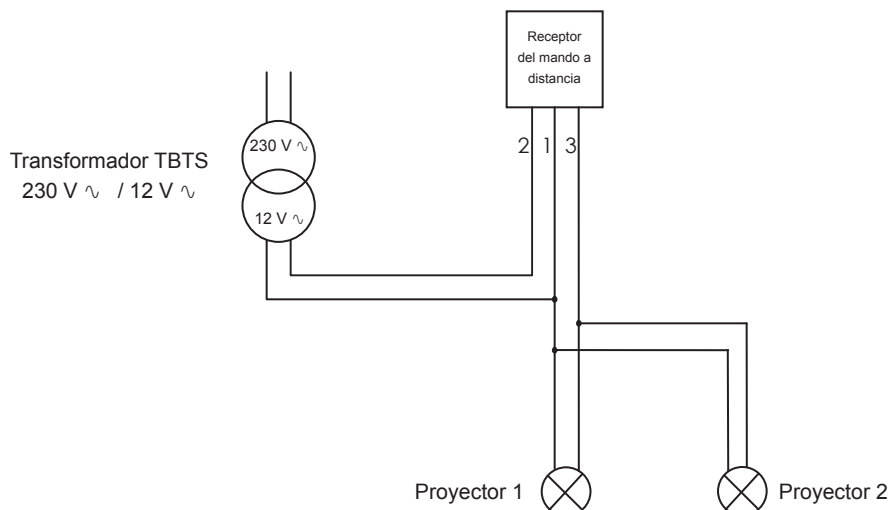 Receptor
del mando a
distancia
230 V ∿
2 1 3
Transformador TBTS
230 V ∿ / 12 V ∿
12 V ∿
Proyector 1
Proyector 2